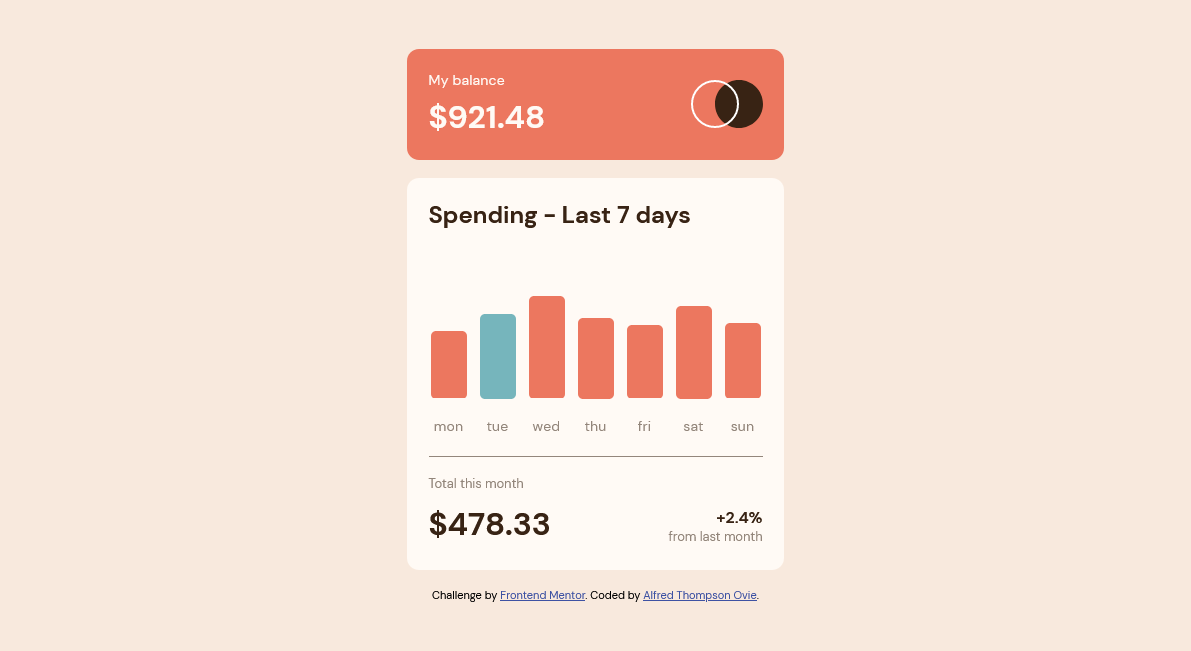 My balance
$921.48
Spending - Last 7 days
mon tue wed thu fri sat sun
Total this month
$478.33
+2.4%
from last month
Challenge by Frontend Mentor. Coded by Alfred Thompson Ovie.